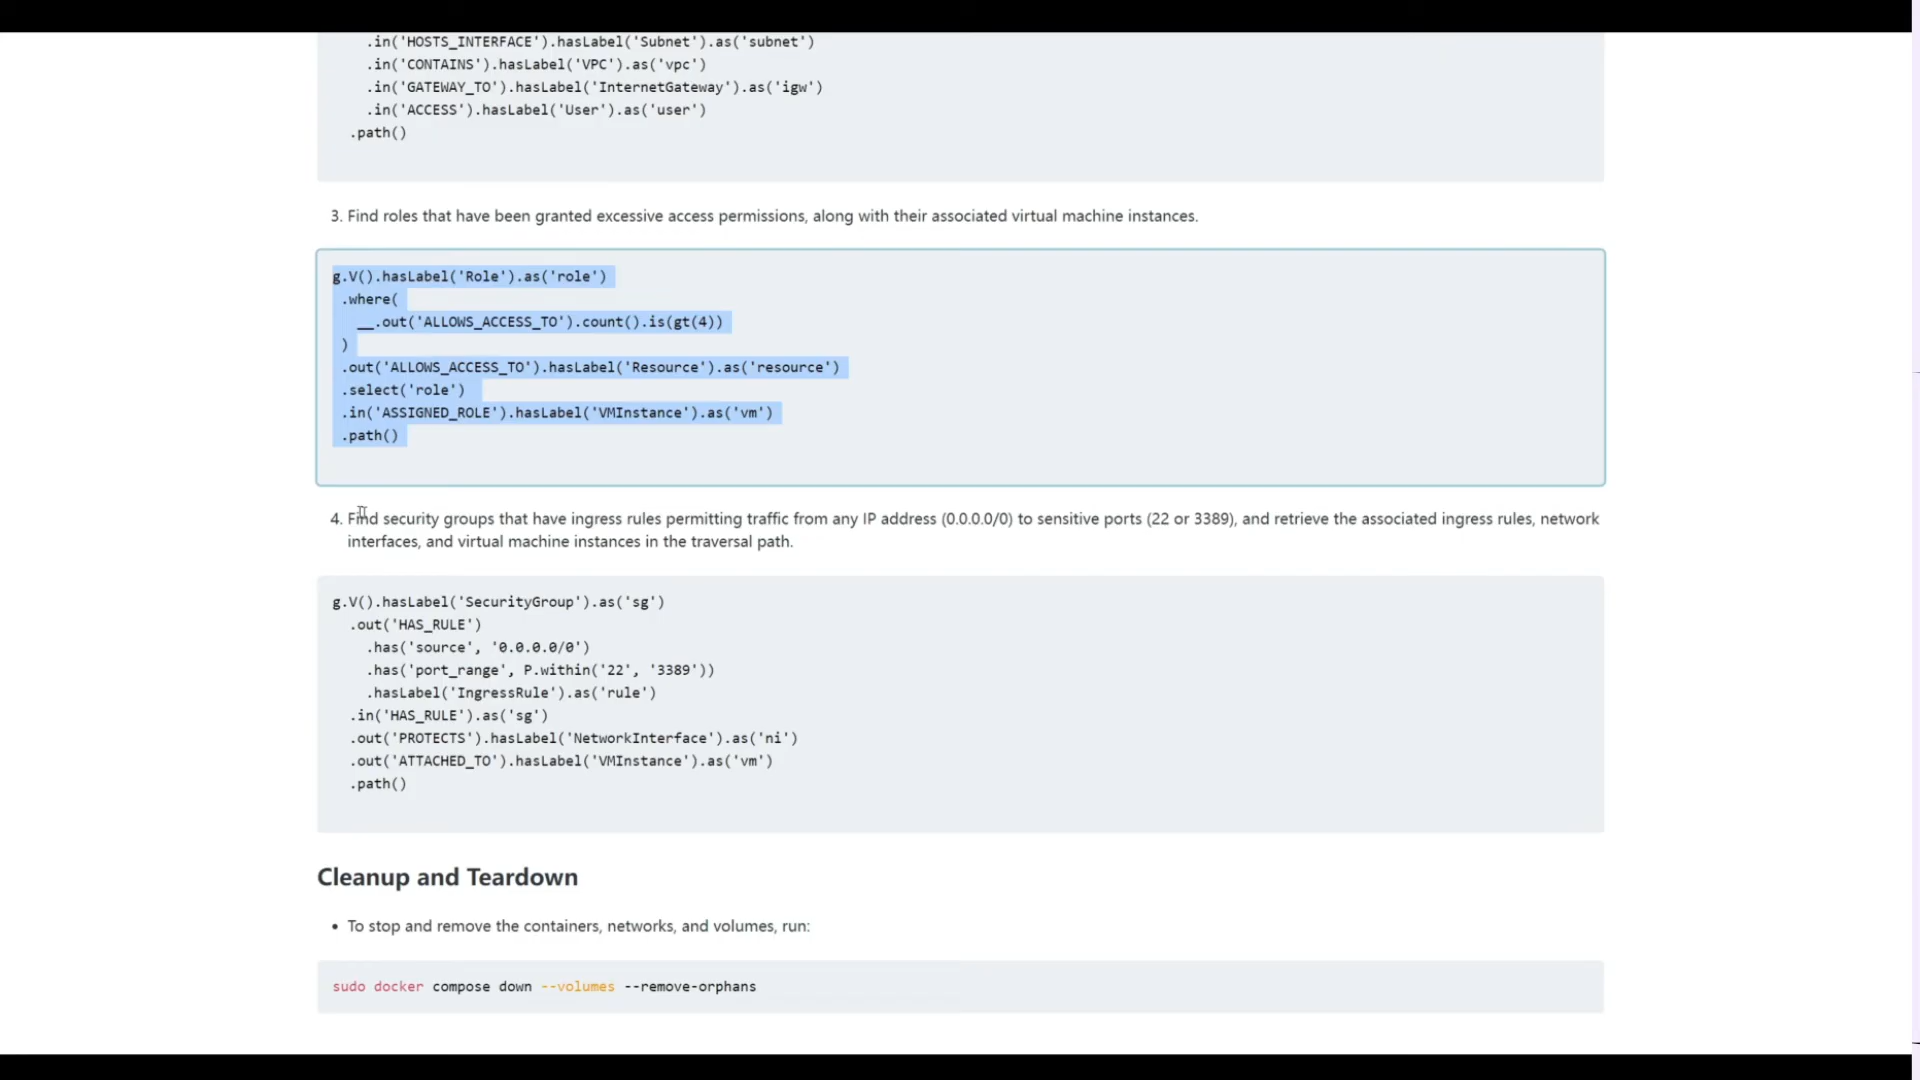 .in('HOSTS_INTERFACE').hasLabel('Subnet').as('subnet')
.in('CONTAINS').hasLabel('VPC').as('vpc')
.in('GATEWAY_TO').hasLabel('InternetGateway').as('igw')
.in('ACCESS').hasLabel('User').as('user')
.path()
3. Find roles that have been granted excessive access permissions, along with their associated virtual machine instances.
g.V().hasLabel('Role').as('role')
.where(
__.out('ALLOWS_ACCESS_TO').count().is(gt(4))
)
.out('ALLOWS_ACCESS_TO').hasLabel('Resource').as('resource')
.select('role')
.in('ASSIGNED_ROLE').hasLabel('VMInstance').as('vm')
.path()
4. Find security groups that have ingress rules permitting traffic from any IP address (0.0.0.0/0) to sensitive ports (22 or 3389), and retrieve the associated ingress rules, network
interfaces, and virtual machine instances in the traversal path.
g.V().hasLabel('SecurityGroup').as('sg')
.out('HAS_RULE')
.has('source', '0.0.0.0/0')
.has('port_range', P.within('22', '3389'))
.hasLabel('IngressRule').as('rule')
.in('HAS_RULE').as('sg')
.out('PROTECTS').hasLabel('NetworkInterface').as('ni')
.out('ATTACHED_TO').hasLabel('VMInstance').as('vm')
.path()
Cleanup and Teardown
• To stop and remove the containers, networks, and volumes, run:
sudo docker compose down --volumes --remove-orphans